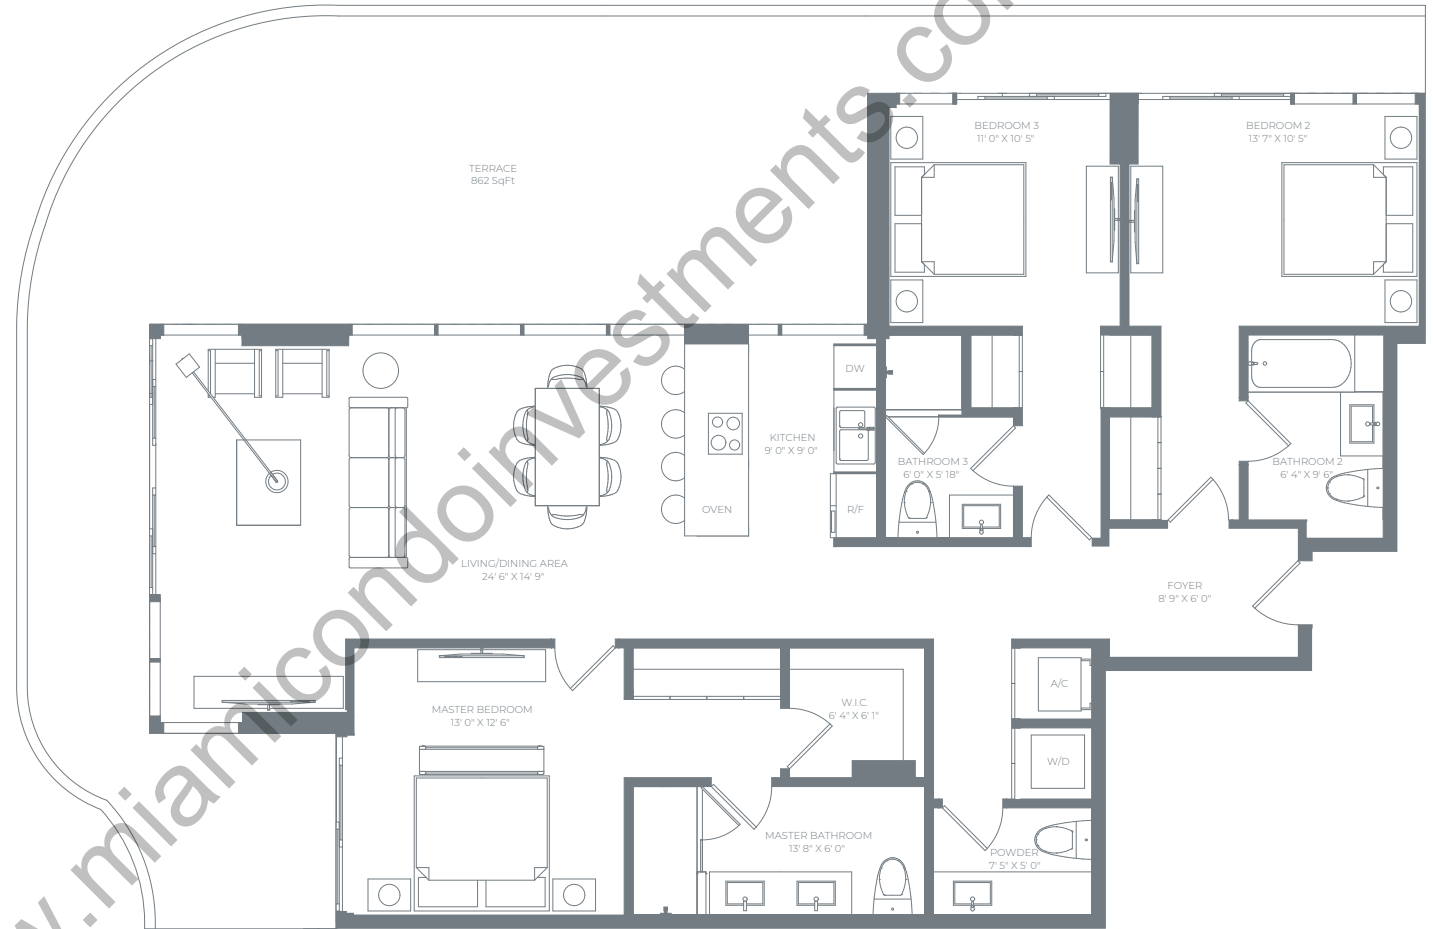 BEDROOM 3
11' 0" X 10' 5"
BEDROOM 2
13' 7" X 10' 5"
TERRACE
862 SqFt
DW
KITCHEN
9' 0" X 9' 0"
BATHROOM 3
6' 0" X 5' 18"
BATHROOM 2
6' 4" X 9' 6"
OVEN
R/F
LIVING/DINING AREA
24' 6" X 14' 9"
FOYER
8' 9" X 6' 0"
A/C
W.I.C.
6' 4" X 6' 1"
MASTER BEDROOM
13' 0" X 12' 6"
W/D
MASTER BATHROOM
13' 8" X 6' 0"
POWDER
7' 5" X 5' 0"
w.miamicondoinvestments.co